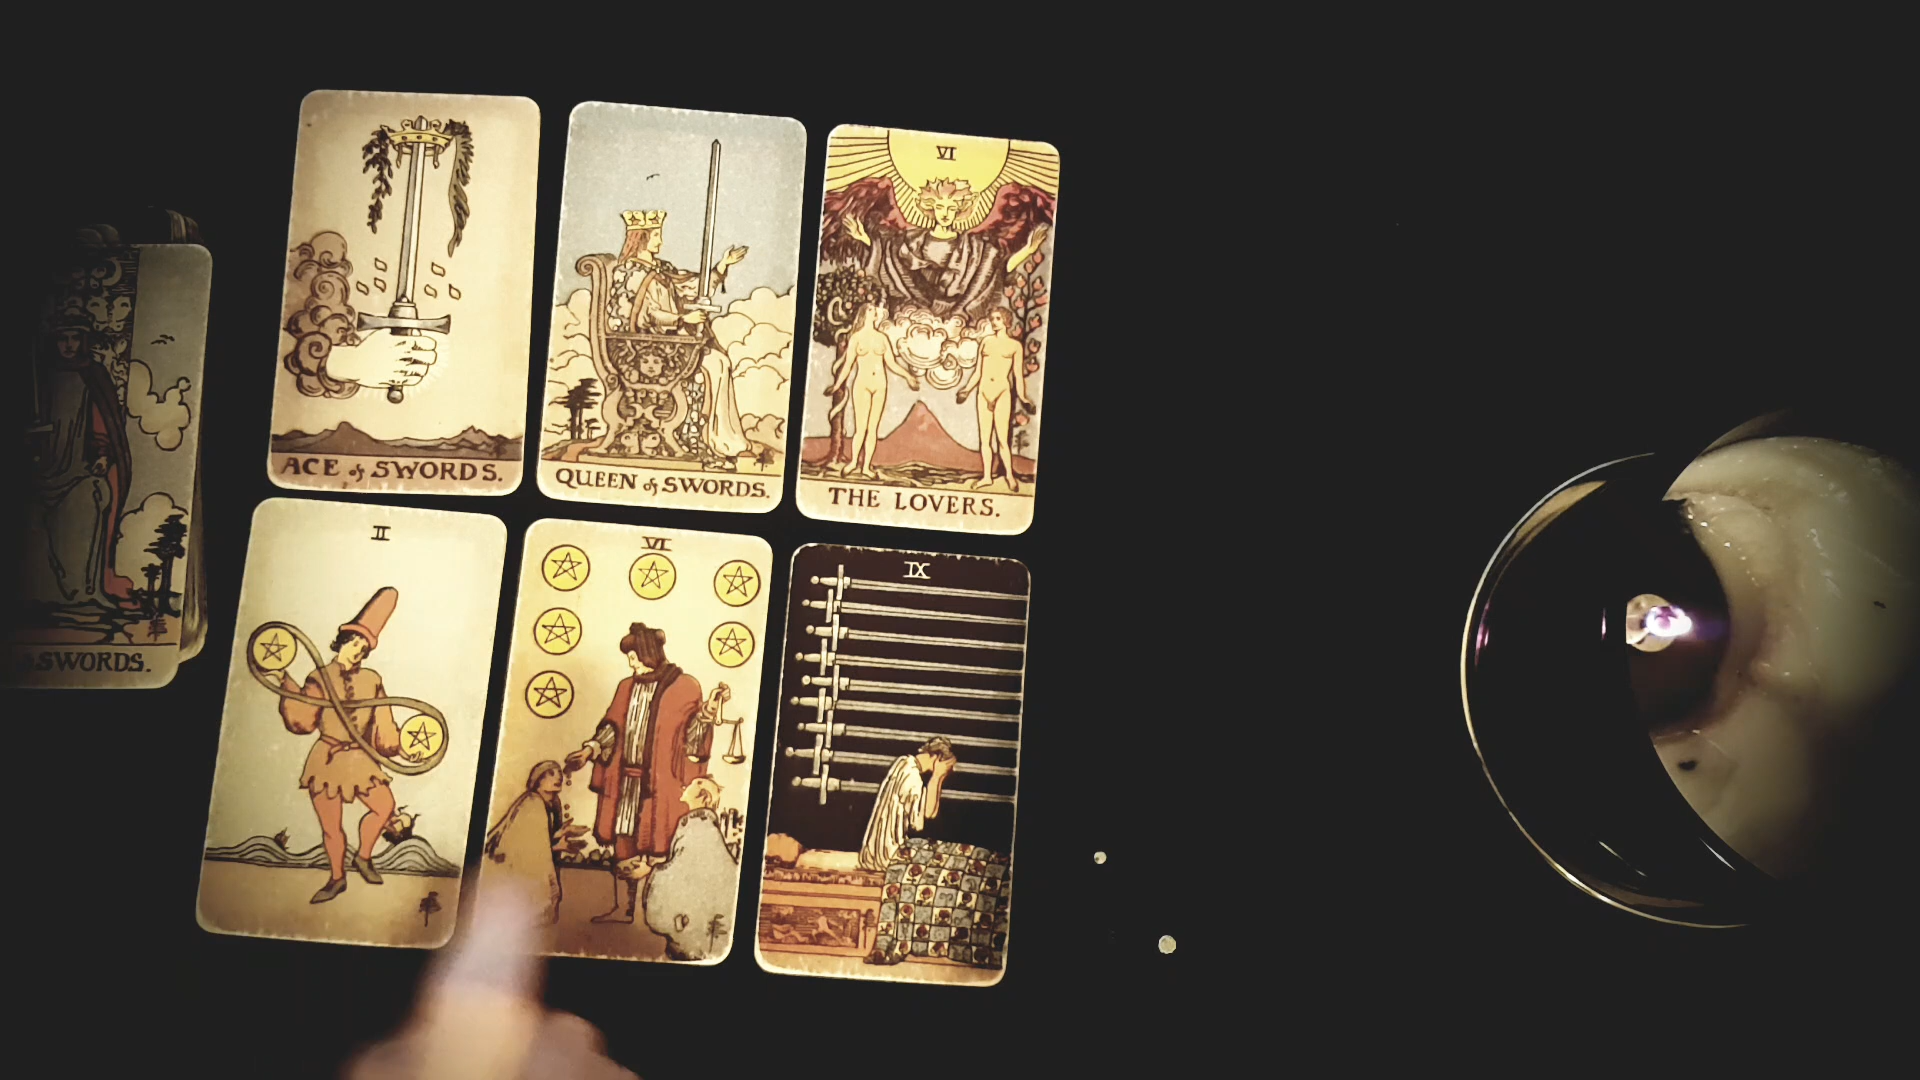 VI
ACE of SWORDS.
QUEEN of SWORDS.
THE LOVERS.
II
VI
IX
SWORDS.